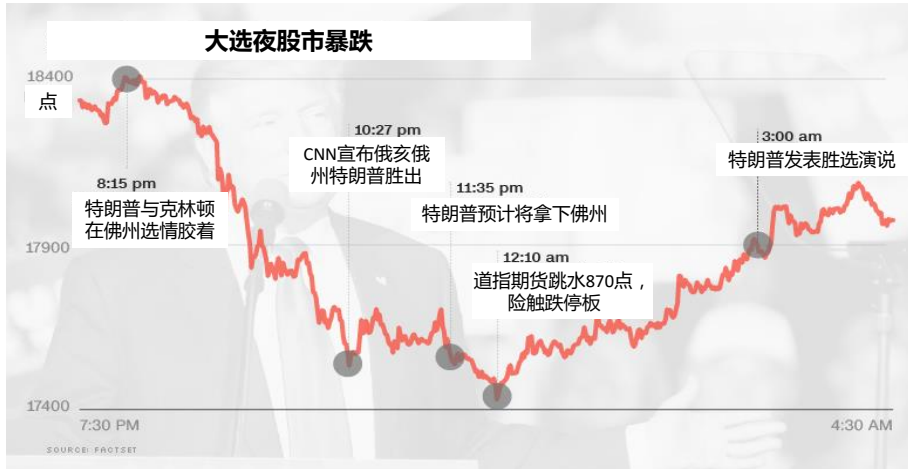 大选夜股市暴跌
18400
点
10:27 pm
CNN宣布俄亥俄
州特朗普胜出
3:00 am
特朗普发表胜选演说
8:15 pm
特朗普与克林顿
在佛州选情胶着
11:35 pm
特朗普预计将拿下佛州
17900
12:10 am
道指期货跳水870点，
险触跌停板
17400
7:30 PM
4:30 AM
SOURCE: FACTSET